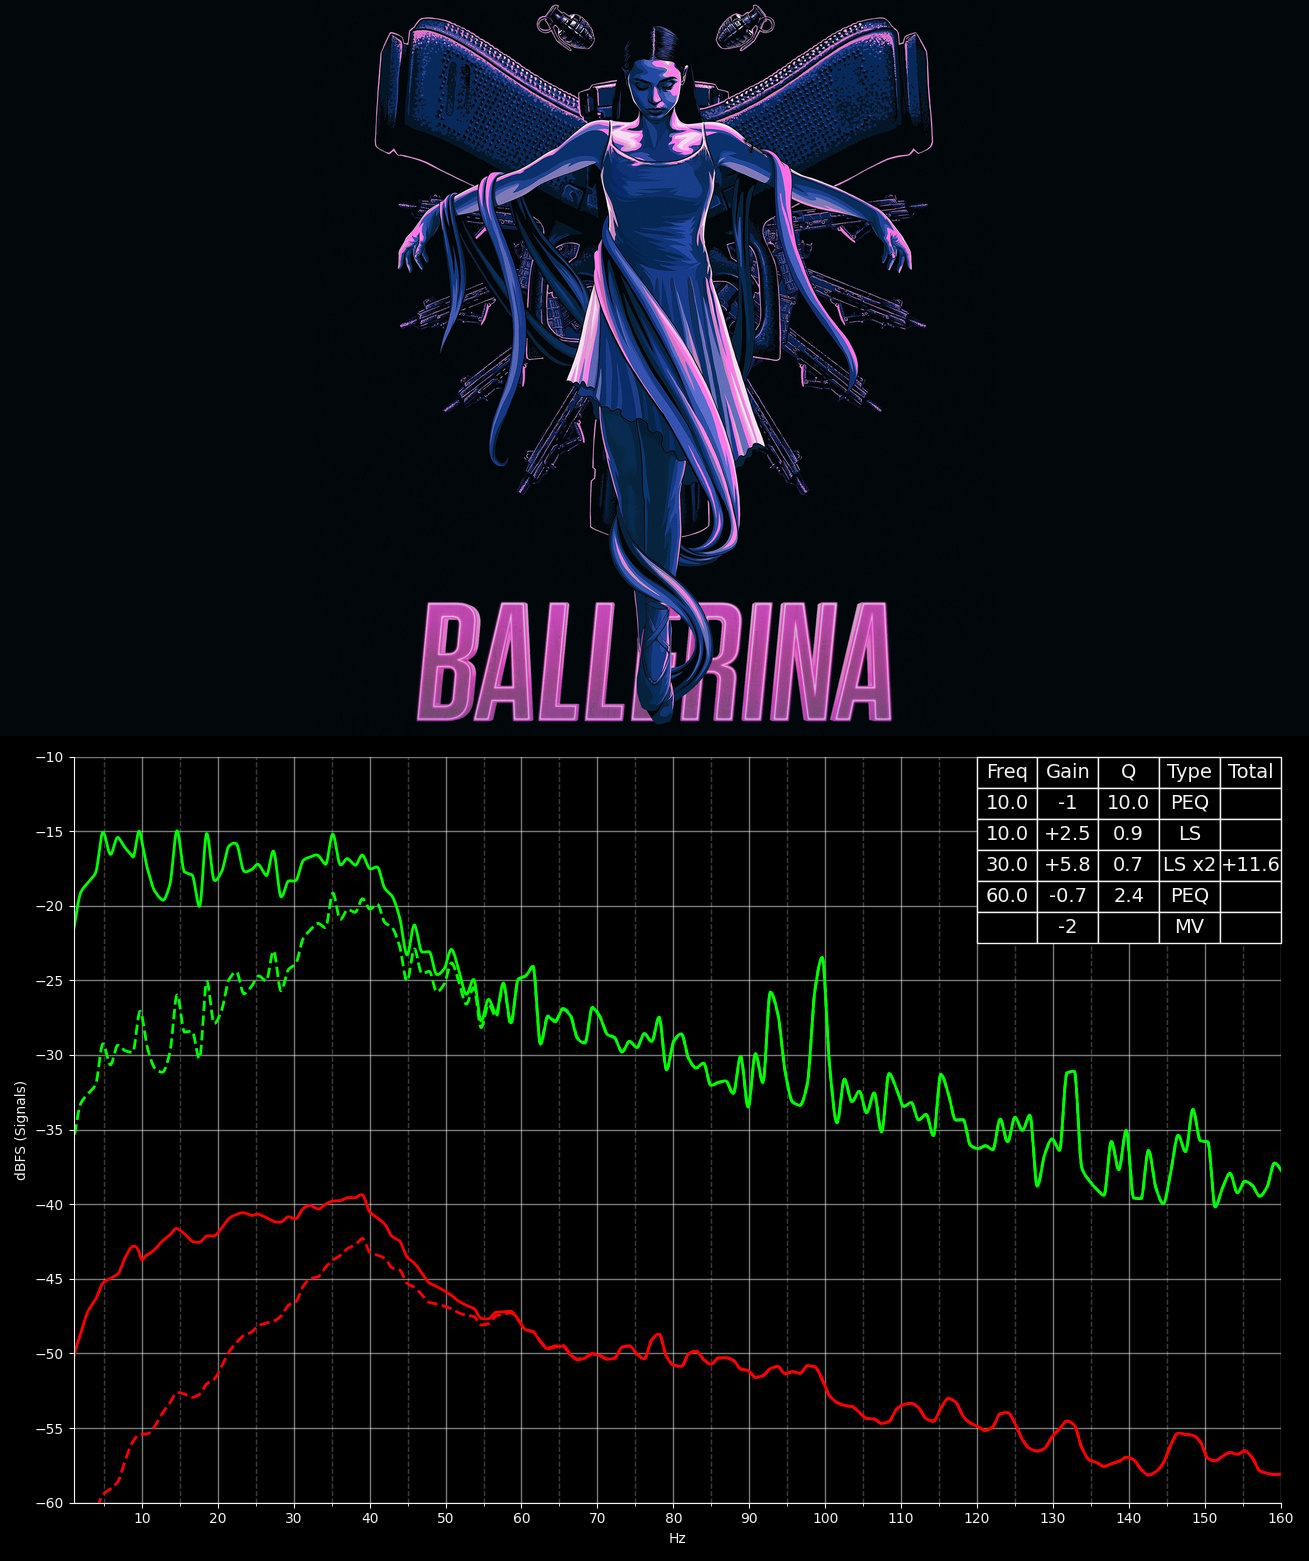 BALLERINA
Freq Gain Q Type Total
10.0 -1 10.0 PEQ
10.0 +2.5 0.9 LS
30.0 +5.8 0.7 LS x2 +11.6
60.0 -0.7 2.4 PEQ
-2 MV
−10
−15
−20
−25
−30
−35
−40
−45
−50
−55
−60
dBFS (Signals)
10 20 30 40 50 60 70 80 90 100 110 120 130 140 150 160
Hz